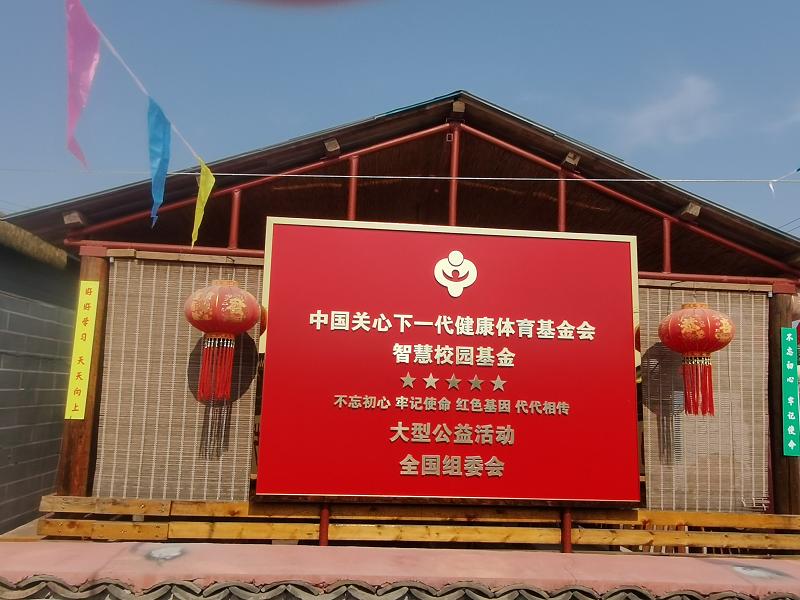 中国关心下一代健康体育基金会
智慧校园基金
不忘初心 牢记使命 红色基因 代代相传
大型公益活动
全国组委会
好好学习 天天向上
不忘初心 牢记使命